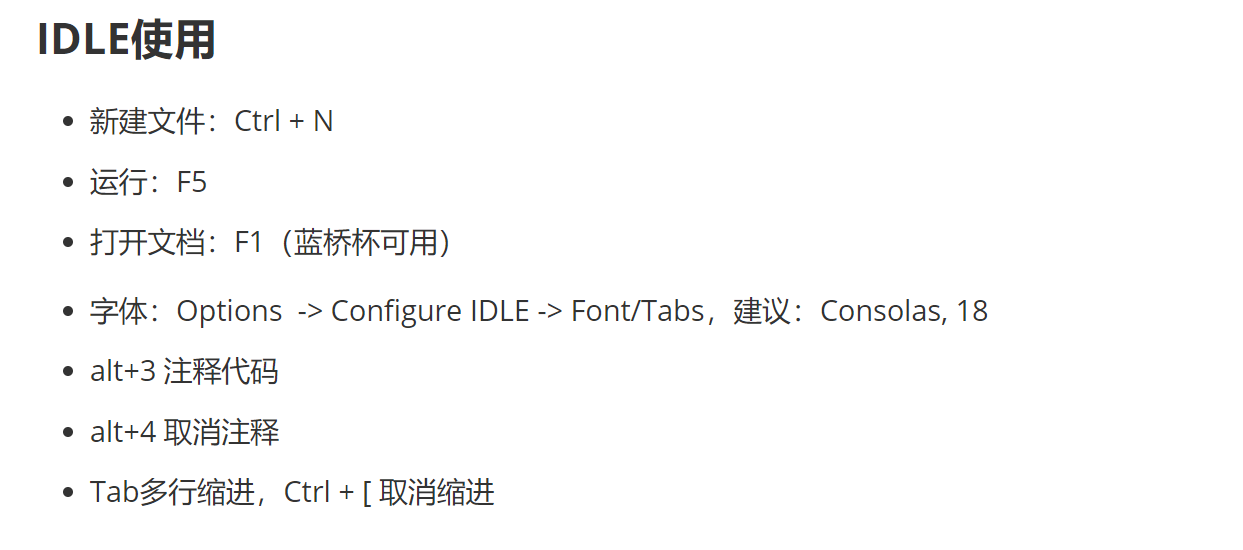 IDLE使用
新建文件：Ctrl + N
运行：F5
打开文档：F1（蓝桥杯可用）
字体：Options -> Configure IDLE -> Font/Tabs，建议：Consolas, 18
alt+3 注释代码
alt+4 取消注释
Tab多行缩进，Ctrl + [ 取消缩进